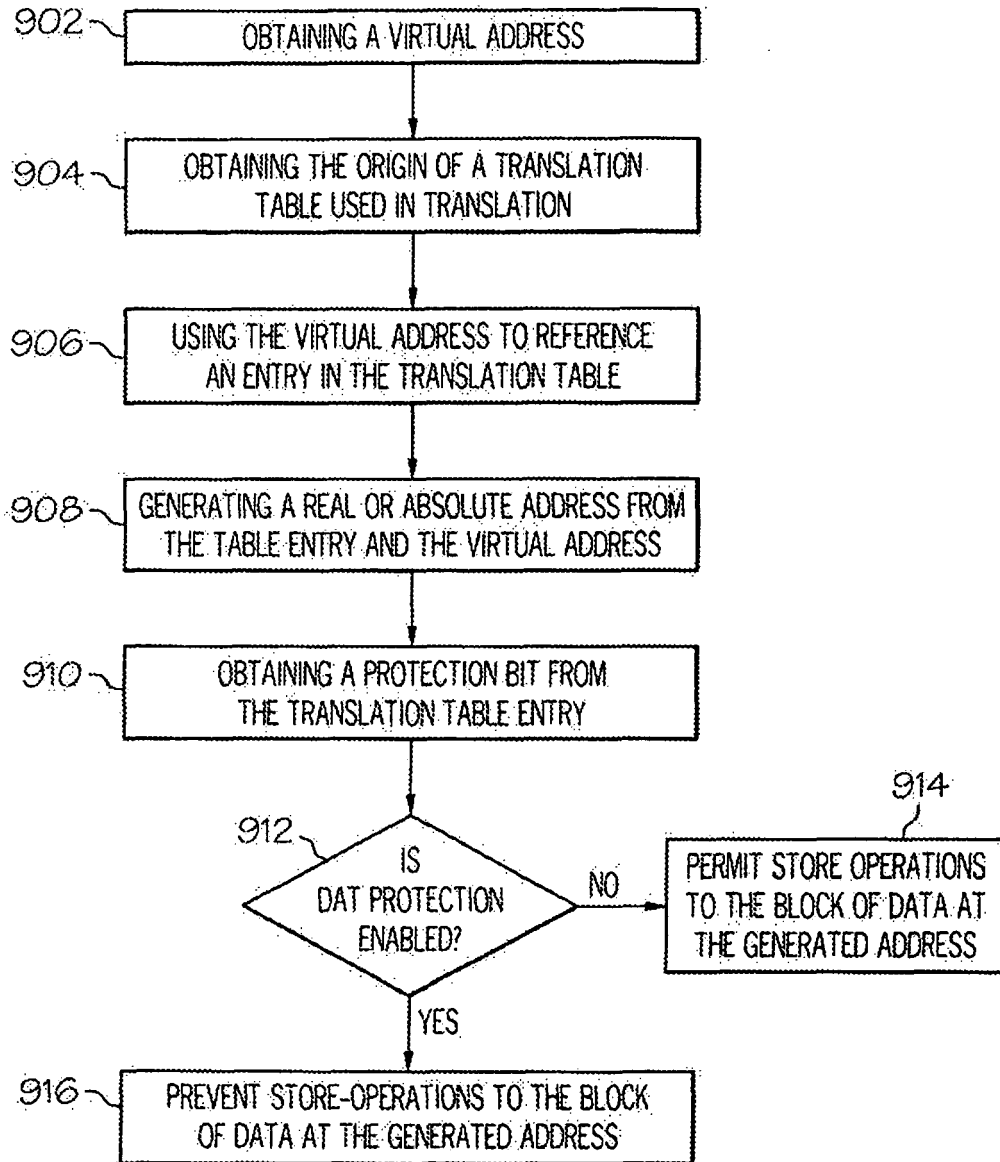 902
OBTAINING A VIRTUAL ADDRESS
904
OBTAINING THE ORIGIN OF A TRANSLATION
TABLE USED IN TRANSLATION
906
USING THE VIRTUAL ADDRESS TO REFERENCE
AN ENTRY IN THE TRANSLATION TABLE
908
GENERATING A REAL OR ABSOLUTE ADDRESS FROM
THE TABLE ENTRY AND THE VIRTUAL ADDRESS
910
OBTAINING A PROTECTION BIT FROM
THE TRANSLATION TABLE ENTRY
912
IS
DAT PROTECTION
ENABLED?
NO
914
PERMIT STORE OPERATIONS
TO THE BLOCK OF DATA AT
THE GENERATED ADDRESS
YES
916
PREVENT STORE-OPERATIONS TO THE BLOCK
OF DATA AT THE GENERATED ADDRESS